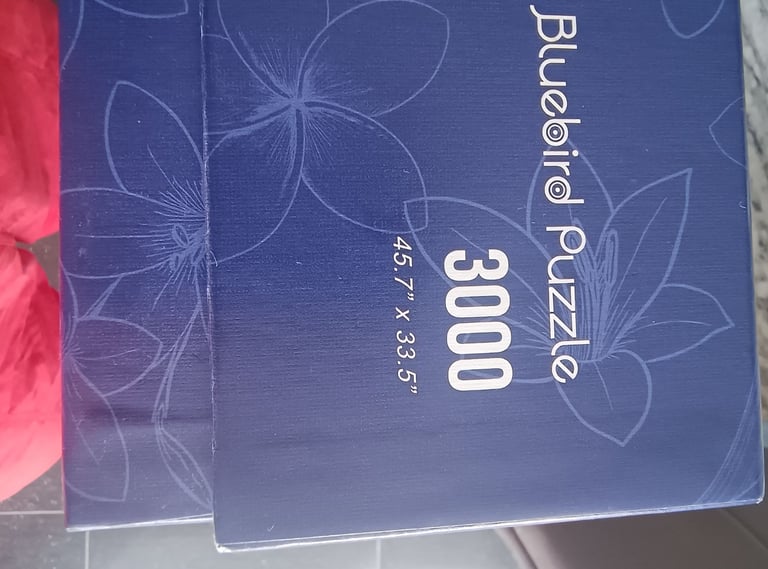 Bluebird Puzzle
3000
45.7" x 33.5"